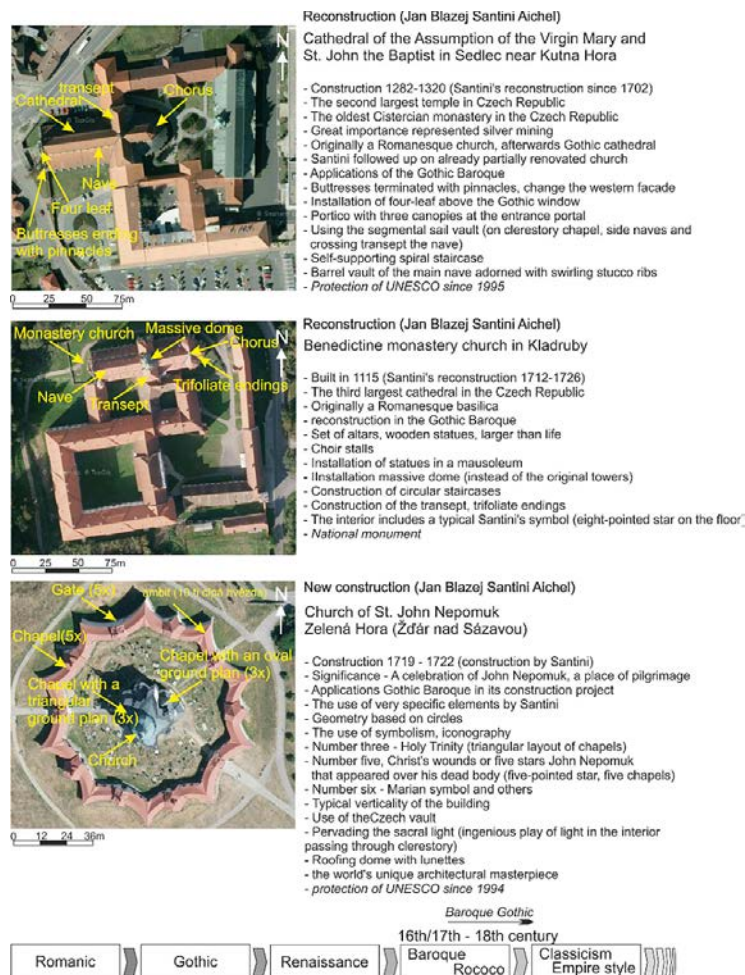 Reconstruction (Jan Blazej Santini Aichel)
Cathedral of the Assumption of the Virgin Mary and
St. John the Baptist in Sedlec near Kutna Hora
- Construction 1282-1320 (Santini's reconstruction since 1702)
- The second largest temple in Czech Republic
- The oldest Cistercian monastery in the Czech Republic
- Great importance represented silver mining
- Originally a Romanesque church, afterwards Gothic cathedral
- Santini followed up on already partially renovated church
- Applications of the Gothic Baroque
- Buttresses terminated with pinnacles, change the western facade
- Installation of four-leaf above the Gothic window
- Portico with three canopies at the entrance portal
- Using the segmental sail vault (on clerestory chapel, side naves and
crossing transept the nave)
- Self-supporting spiral staircase
- Barrel vault of the main nave adorned with swirling stucco ribs
- Protection of UNESCO since 1995
N
transept
Cathedral
Chorus
Nave
Four leaf
Buttresses ending
with pinnacles
0 25 50 75m
Reconstruction (Jan Blazej Santini Aichel)
Benedictine monastery church in Kladruby
- Built in 1115 (Santini's reconstruction 1712-1726)
- The third largest cathedral in the Czech Republic
- Originally a Romanesque basilica
- reconstruction in the Gothic Baroque
- Set of altars, wooden statues, larger than life
- Choir stalls
- Installation of statues in a mausoleum
- IInstallation massive dome (instead of the original towers)
- Construction of circular staircases
- Construction of the transept, trifoliate endings
- The interior includes a typical Santini's symbol (eight-pointed star on the floor)
- National monument
Massive dome
N
Monastery church
Chorus
Nave
Trifoliate endings
Transept
0 25 50 75m
New construction (Jan Blazej Santini Aichel)
Church of St. John Nepomuk
Zelená Hora (Žďár nad Sázavou)
- Construction 1719 - 1722 (construction by Santini)
- Significance - A celebration of John Nepomuk, a place of pilgrimage
- Applications Gothic Baroque in its construction project
- The use of very specific elements by Santini
- Geometry based on circles
- The use of symbolism, iconography
- Number three - Holy Trinity (triangular layout of chapels)
- Number five, Christ's wounds or five stars John Nepomuk
that appeared over his dead body (five-pointed star, five chapels)
- Number six - Marian symbol and others
- Typical verticality of the building
- Use of theCzech vault
- Pervading the sacral light (ingenious play of light in the interior
passing through clerestory)
- Roofing dome with lunettes
- the world's unique architectural masterpiece
- protection of UNESCO since 1994
Gate (5x)
N
Chapel(5x)
Chapel with an oval
ground plan (3x)
Chapel with a
triangular
ground plan (3x)
Church
0 12 24 36m
Baroque Gothic
16th/17th - 18th century
Romanic
Gothic
Renaissance
Baroque
Rococo
Classicism
Empire style